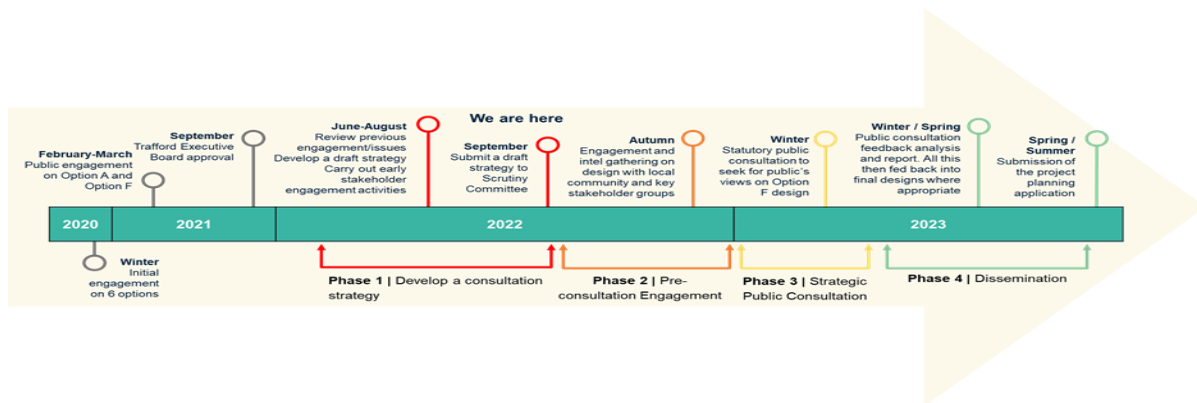 We are here
February-March
Public engagement
on Option A and
Option F
September
Trafford Executive
Board approval
June-August
Review previous
engagement/issues
Develop a draft strategy
Carry out early
stakeholder
engagement activities
September
Submit a draft
strategy to
Scrutiny
Committee
Autumn
Engagement and
intel gathering on
design with local
community and key
stakeholder groups
Winter
Statutory public
consultation to
seek for public's
views on Option
F design
Winter / Spring
Public consultation
feedback analysis
and report. All this
then fed back into
final designs where
appropriate
Spring /
Summer
Submission of
the project
planning
application
2020
2021
2022
2023
Winter
Initial
engagement
on 6 options
Phase 1 | Develop a consultation
strategy
Phase 2 | Pre-
consultation Engagement
Phase 3 | Strategic
Public Consultation
Phase 4 | Dissemination